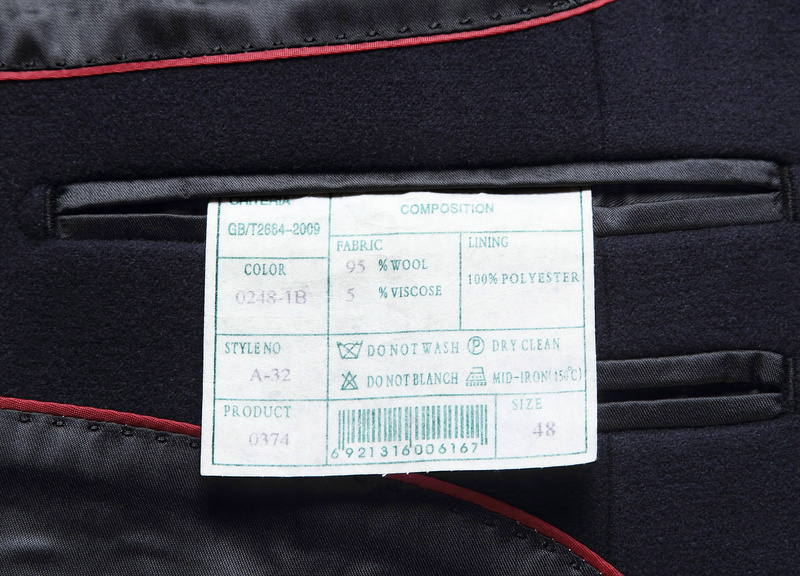 CRITERIA
GB/T2664-2009
COMPOSITION
COLOR
0248-1B
FABRIC
95 % WOOL
5 % VISCOSE
LINING
100% POLYESTER
STYLE NO
A-32
DO NOT WASH P DRY CLEAN
DO NOT BLANCH MID-IRON(150°C)
PRODUCT
0374
6921316006167
SIZE
48